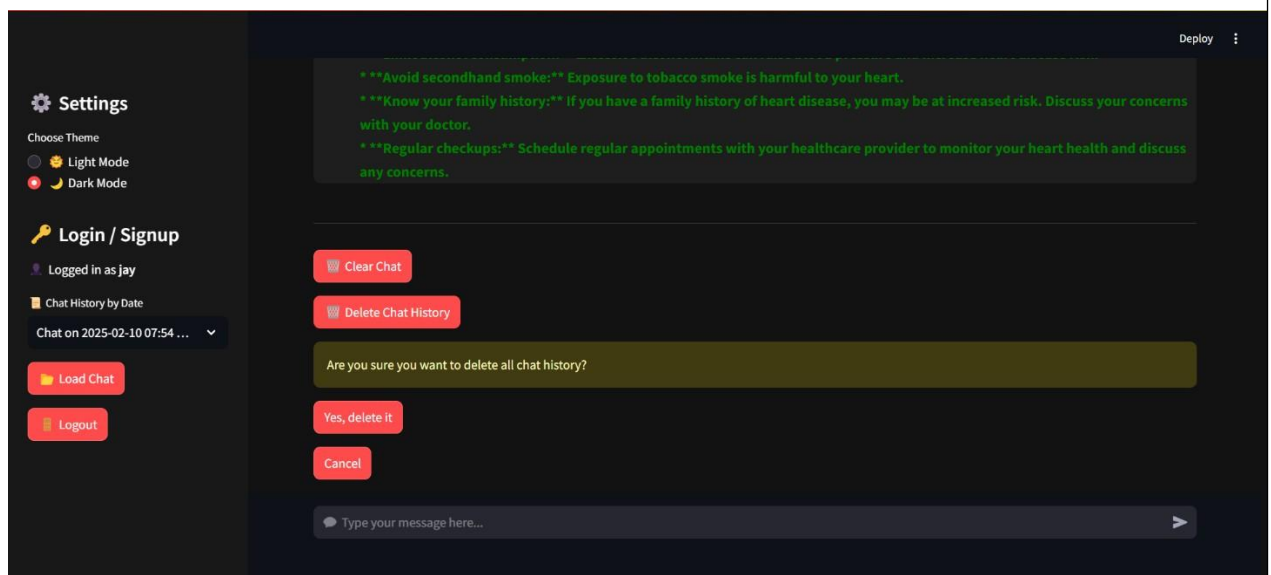 Deploy
⚙️ Settings
Choose Theme
🌞 Light Mode
🌙 Dark Mode
🔑 Login / Signup
👤 Logged in as jay
📜 Chat History by Date
Chat on 2025-02-10 07:54 ...
📂 Load Chat
🚪 Logout
* **Avoid secondhand smoke:** Exposure to tobacco smoke is harmful to your heart.
* **Know your family history:** If you have a family history of heart disease, you may be at increased risk. Discuss your concerns
with your doctor.
* **Regular checkups:** Schedule regular appointments with your healthcare provider to monitor your heart health and discuss
any concerns.
🗑️ Clear Chat
🗑️ Delete Chat History
Are you sure you want to delete all chat history?
Yes, delete it
Cancel
💬 Type your message here...